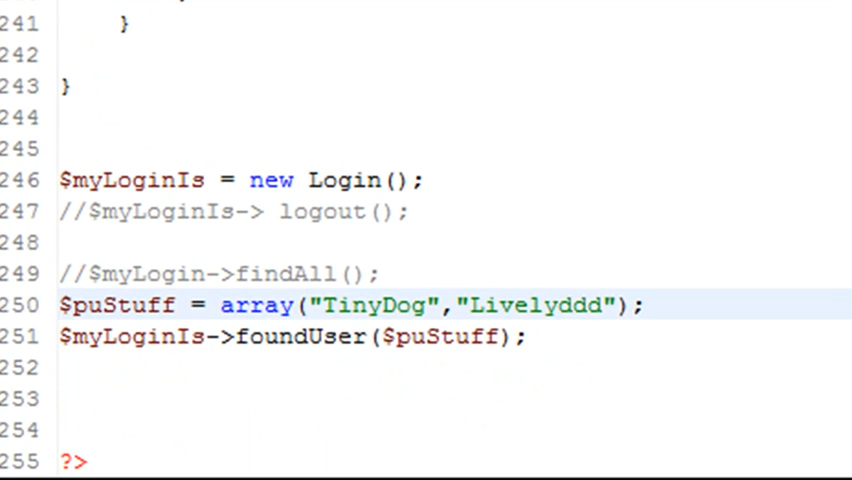 241 }
242
243 }
244
245
246 $myLoginIs = new Login();
247 //$myLoginIs-> logout();
248
249 //$myLogin->findAll();
250 $puStuff = array("TinyDog","Livelyddd");
251 $myLoginIs->foundUser($puStuff);
252
253
254
255 ?>